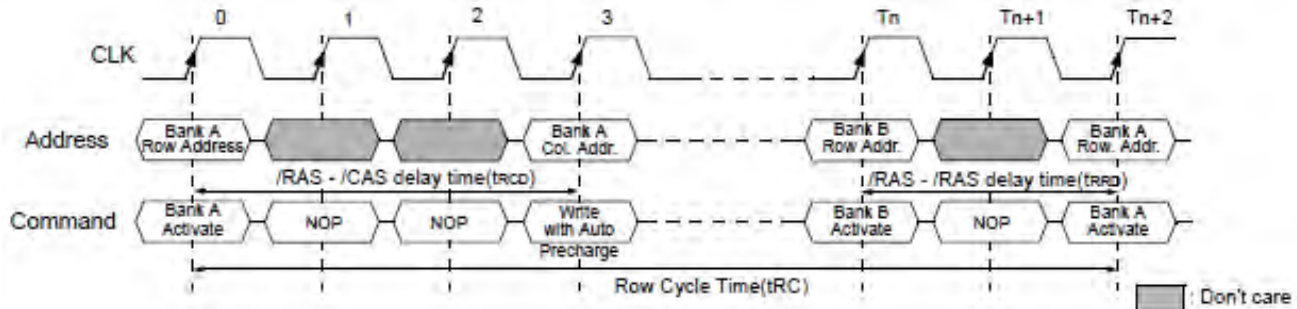 0 1 2 3 Tn Tn+1 Tn+2
CLK
Address
Bank A
Row Address
Bank A
Col. Addr.
Bank B
Row Addr.
Bank A
Row. Addr.
/RAS - /CAS delay time(tRCD)
/RAS - /RAS delay time(tRRD)
Command
Bank A
Activate
NOP
NOP
Write
with Auto
Precharge
Bank B
Activate
NOP
Bank A
Activate
Row Cycle Time(tRC)
: Don't care